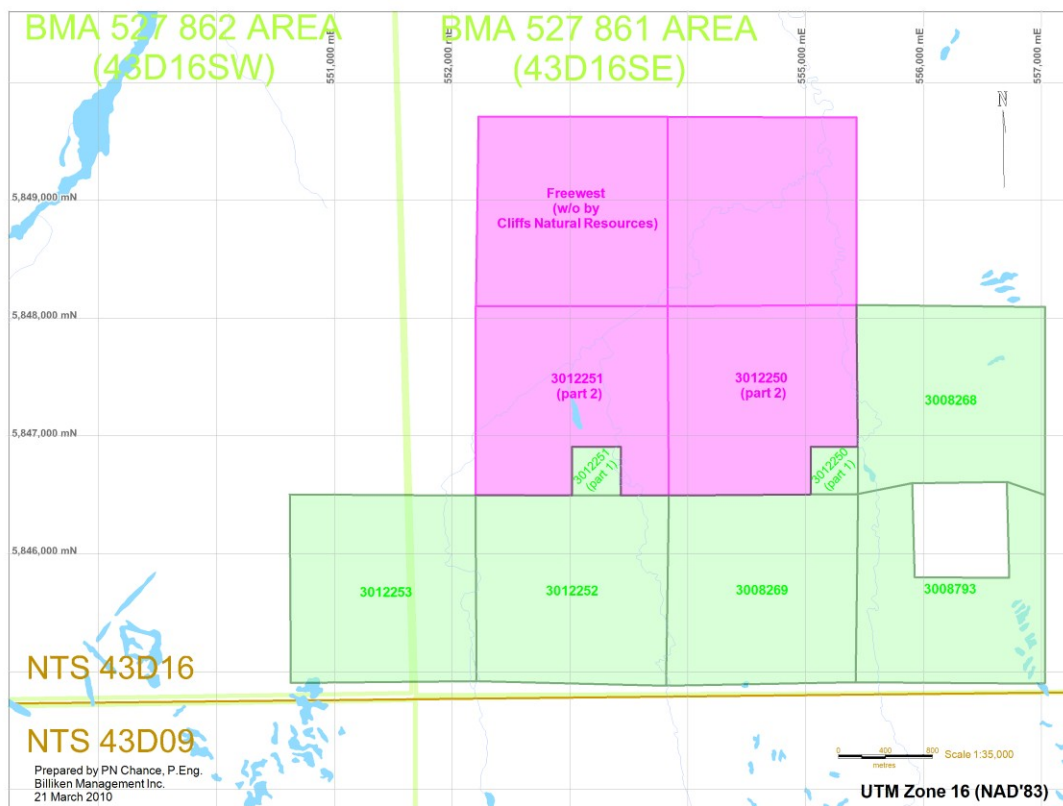 BMA 527 862 AREA
(43D16SW)
BMA 527 861 AREA
(43D16SE)
551,000 mE
552,000 mE
555,000 mE
556,000 mE
557,000 mE
N
5,849,000 mN
Freewest
(w/o by
Cliffs Natural Resources)
5,848,000 mN
3012251
(part 2)
3012250
(part 2)
3008268
5,847,000 mN
3012251
(part 1)
3012250
(part 1)
5,846,000 mN
3012253
3012252
3008269
3008793
NTS 43D16
NTS 43D09
Prepared by PN Chance, P.Eng.
Billiken Management Inc.
21 March 2010
0 400 800
metres
Scale 1:35,000
UTM Zone 16 (NAD'83)